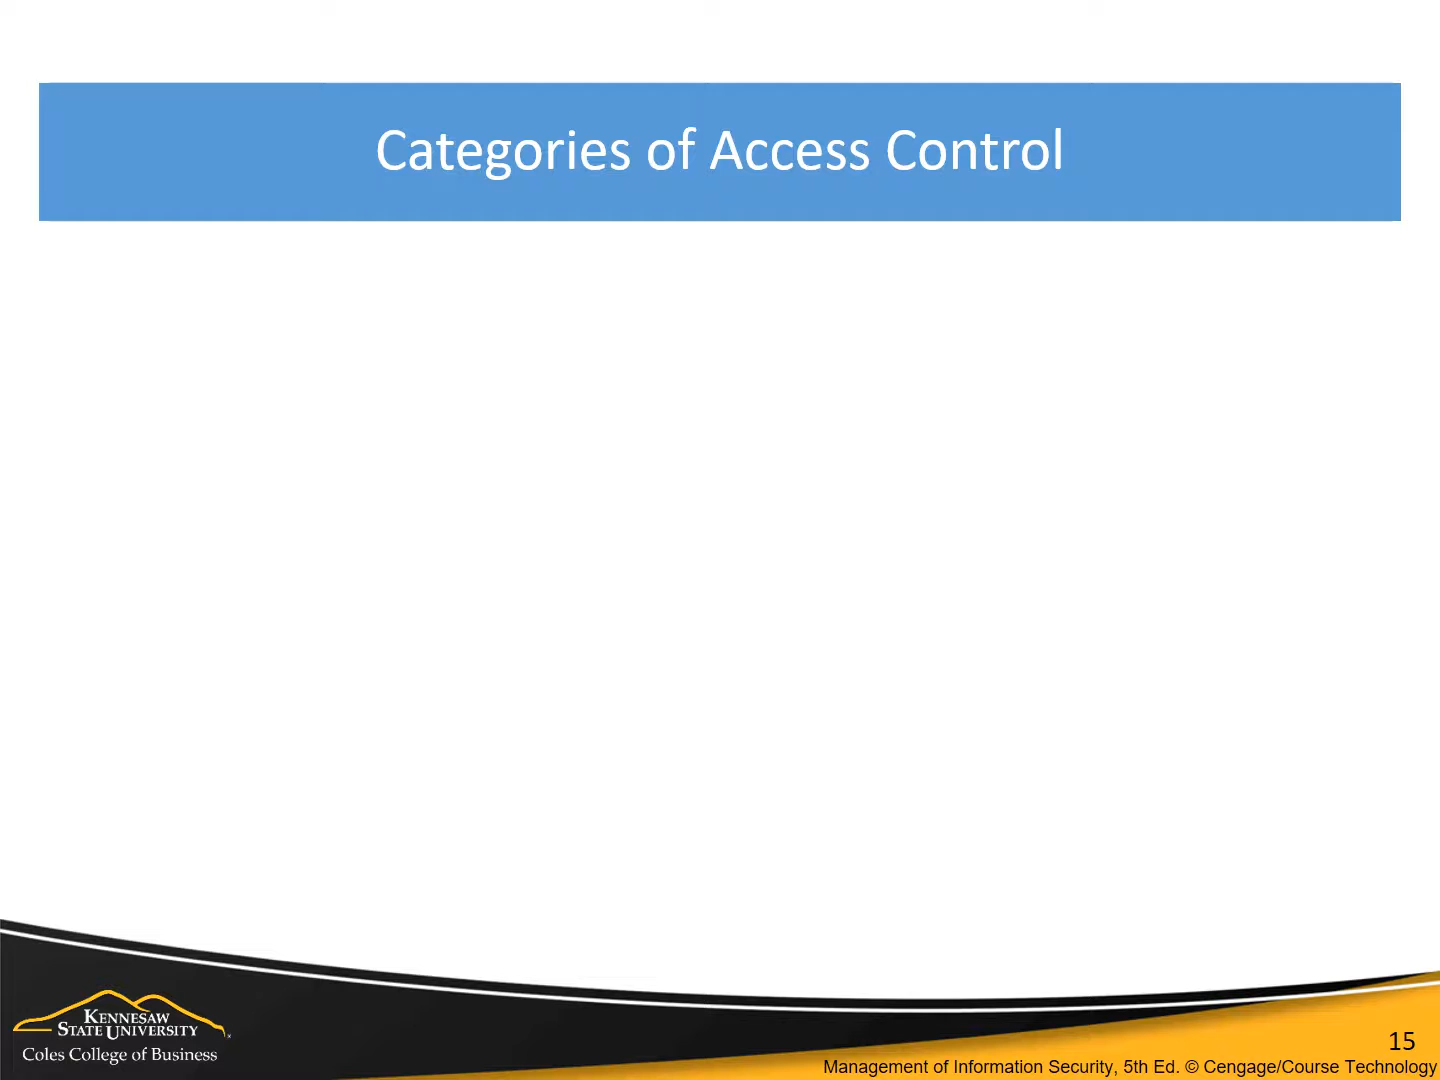 Categories of Access Control
KENNESAW
STATE UNIVERSITY
Coles College of Business
15
Management of Information Security, 5th Ed. © Cengage/Course Technology